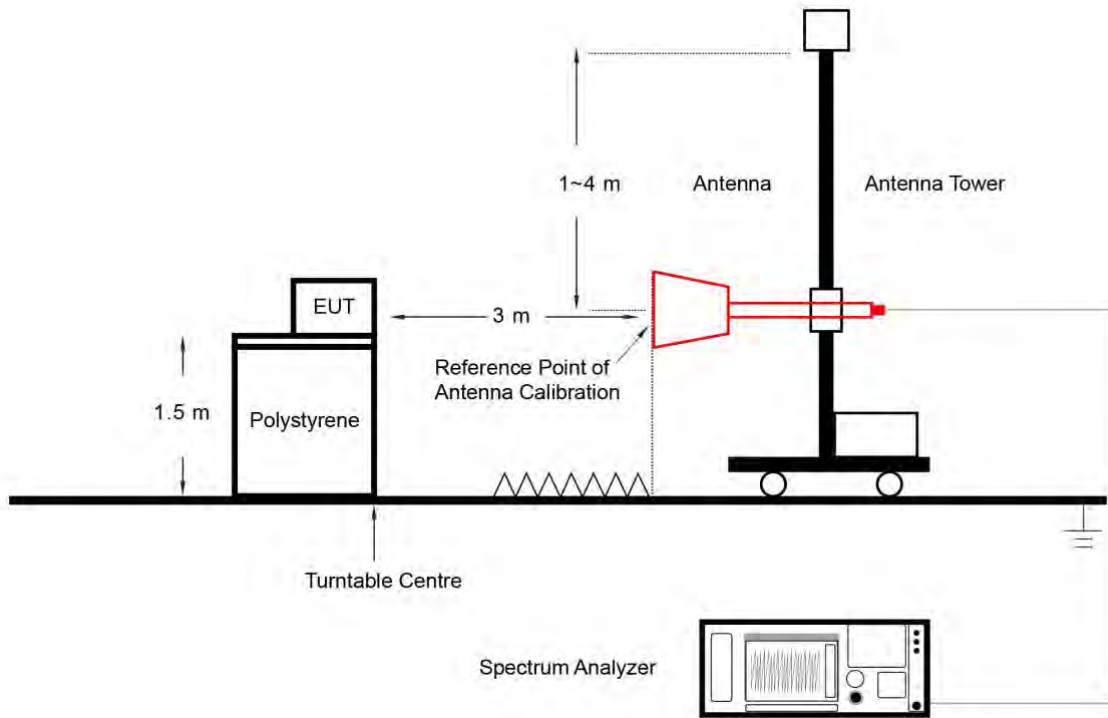 1~4 m
Antenna
Antenna Tower
EUT
3 m
Reference Point of
Antenna Calibration
1.5 m
Polystyrene
Turntable Centre
Spectrum Analyzer